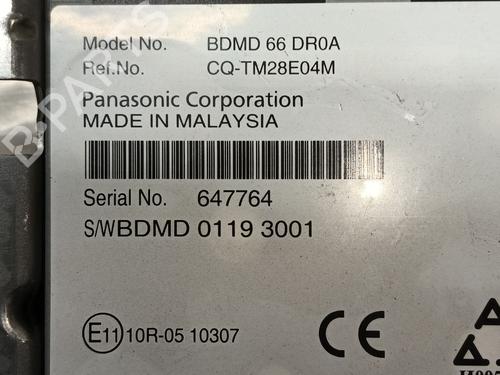 Model No. BDMD 66 DR0A
Ref.No. CQ-TM28E04M
Panasonic Corporation
MADE IN MALAYSIA
Serial No. 647764
S/WBDMD 0119 3001
E11 10R-05 10307 CE